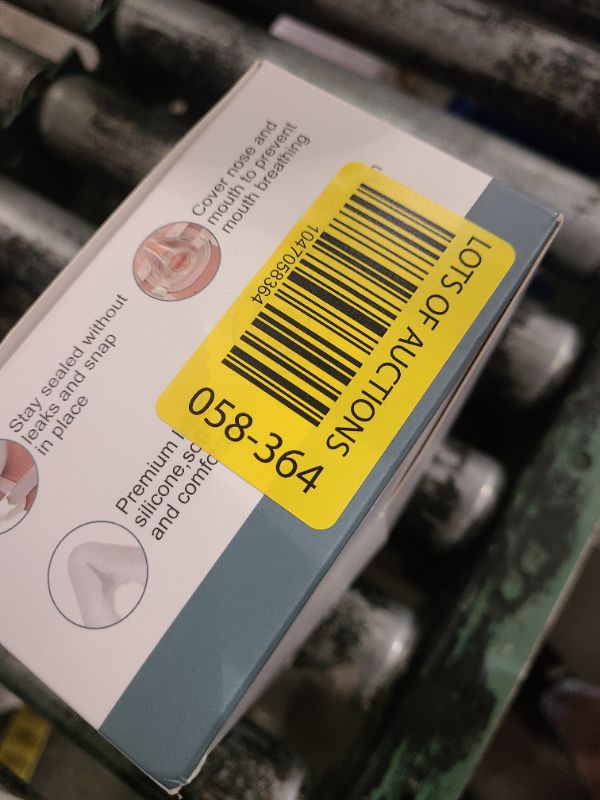 Cover nose and
mouth to prevent
mouth breathing
Stay sealed without
leaks and snap
in place
Premium
silicone,
and
LOTS OF AUCTIONS
1047058364
058-364